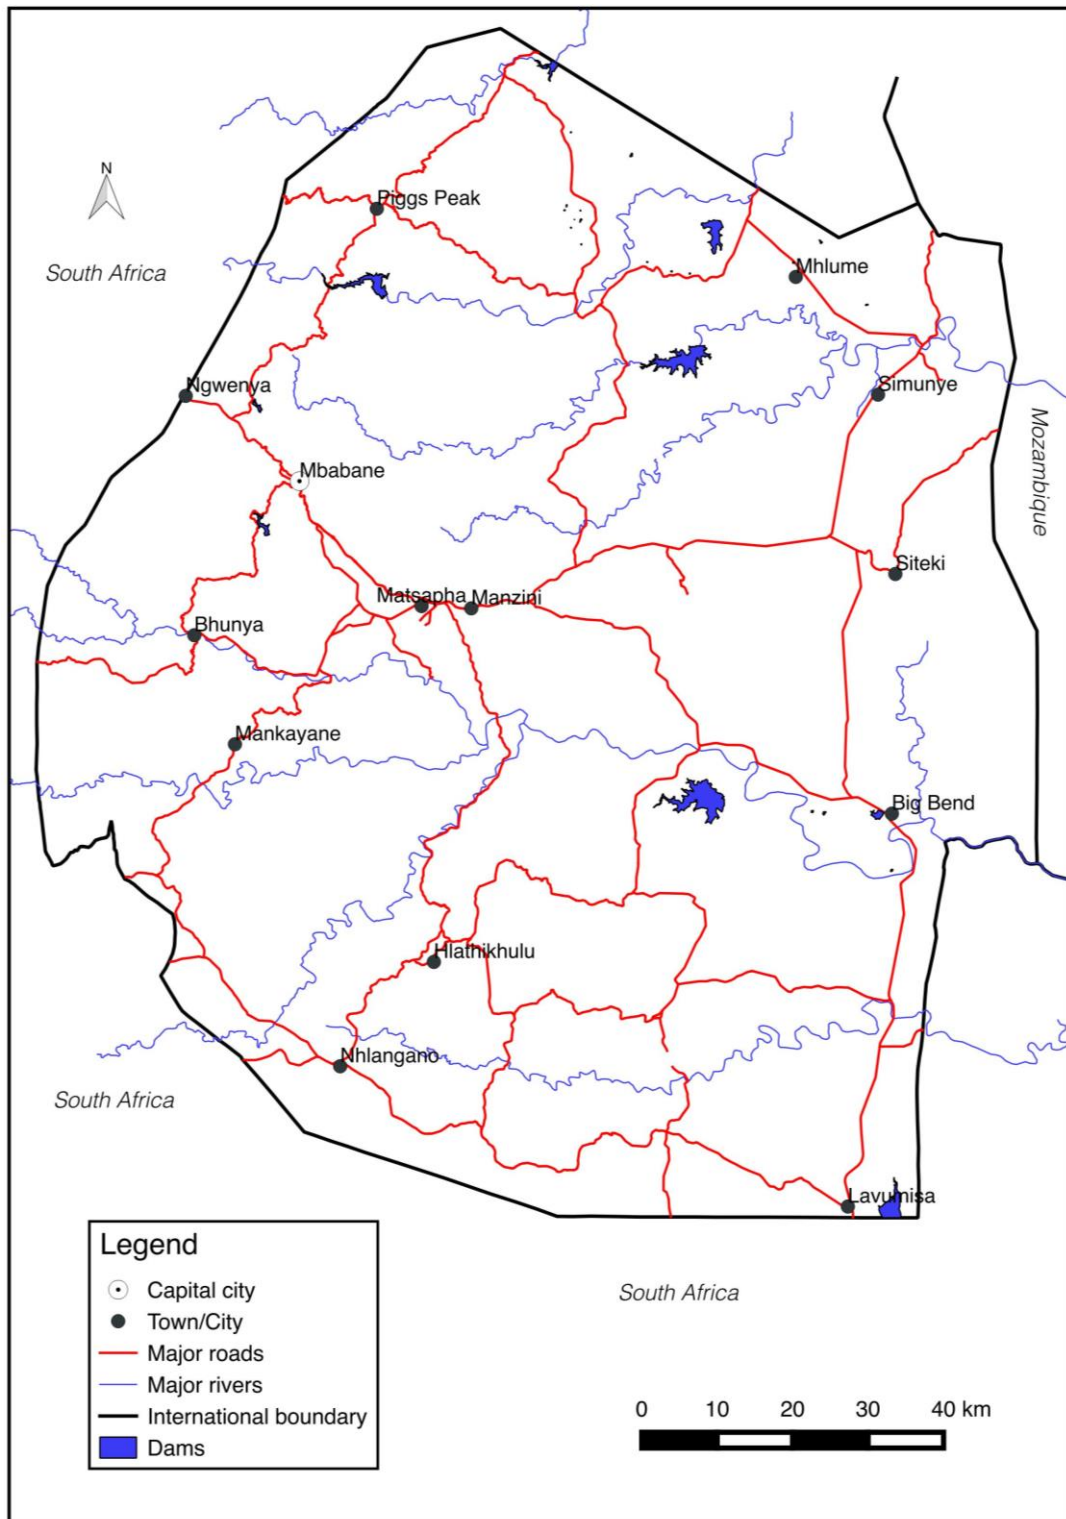 N
Piggs Peak
South Africa
Mhlume
Ngwenya
Simunye
Mozambique
Mbabane
Siteki
Matsapha
Manzini
Bhunya
Mankayane
Big Bend
Hlathikhulu
Nhlangano
South Africa
Lavumisa
Legend
Capital city
Town/City
Major roads
Major rivers
International boundary
Dams
South Africa
0 10 20 30 40 km